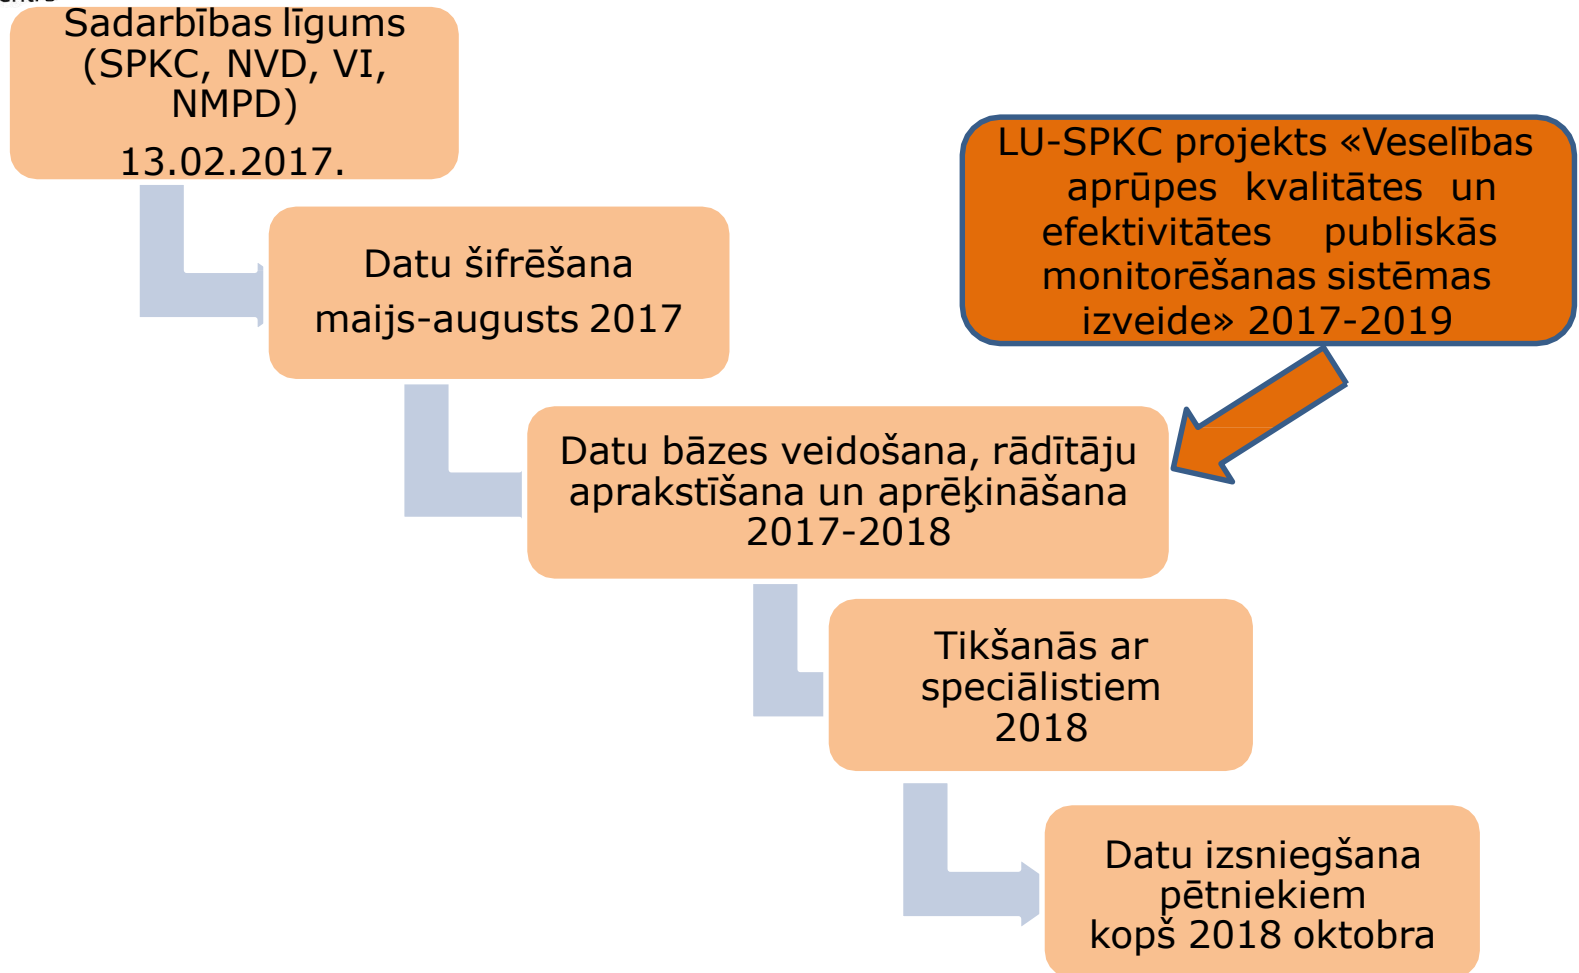 Sadarbības līgums
(SPKC, NVD, VI,
NMPD)
13.02.2017.
LU-SPKC projekts «Veselības
aprūpes kvalitātes un
efektivitātes publiskās
monitorēšanas sistēmas
izveide» 2017-2019
Datu šifrēšana
maijs-augusts 2017
Datu bāzes veidošana, rādītāju
aprakstīšana un aprēķināšana
2017-2018
Tikšanās ar
speciālistiem
2018
Datu izsniegšana
pētniekiem
kopš 2018 oktobra